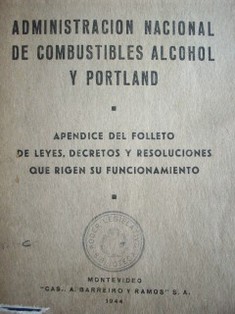 ADMINISTRACION NACIONAL
DE COMBUSTIBLES ALCOHOL
Y PORTLAND
APENDICE DEL FOLLETO
DE LEYES, DECRETOS Y RESOLUCIONES
QUE RIGEN SU FUNCIONAMIENTO
MONTEVIDEO
"CAS.. A. BARREIRO Y RAMOS" S. A.
1944